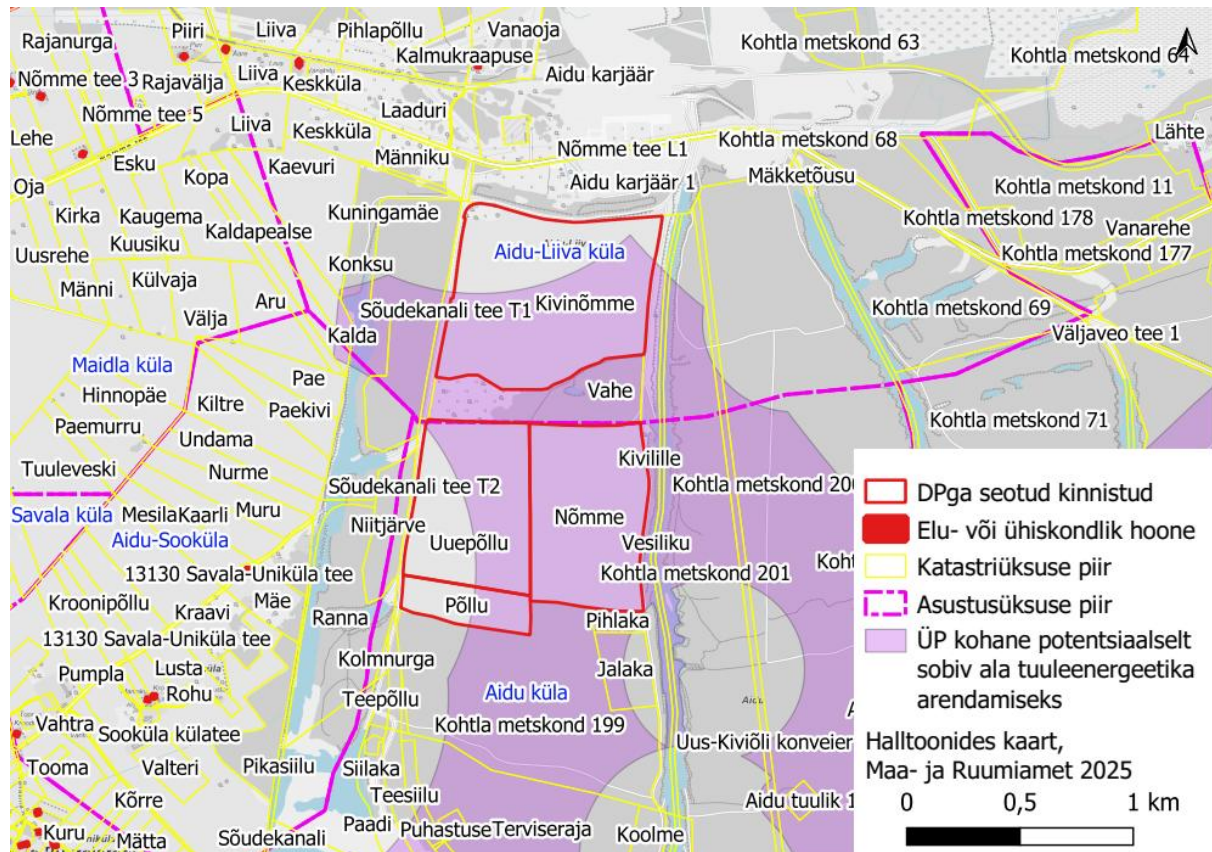 Piiri
Liiva
Pihlapõllu
Vanaoja
Kohtla metskond 63
Rajanurga
Kalmukraapuse
Kohtla metskond 64
Nõmme tee 3
Rajavälja
Liiva
Keskküla
Aidu karjäär
Laaduri
Nõmme tee 5
Liiva
Keskküla
Lehe
Nõmme tee L1
Kohtla metskond 68
Lähte
Esku
Kaevuri
Männiku
Kopa
Mäkketõusu
Oja
Aidu karjäär 1
Kohtla metskond 11
Kirka
Kaugema
Kuningamäe
Kohtla metskond 178
Kaldapealse
Vanarehe
Kuusiku
Uusrehe
Aidu-Liiva küla
Kohtla metskond 177
Konksu
Männi
Külvaja
Aru
Sõudekanali tee T1
Kivinõmme
Kohtla metskond 69
Välja
Kalda
Väljaveo tee 1
Maidla küla
Pae
Hinnopäe
Vahe
Kiltre
Paekivi
Paemurru
Kohtla metskond 71
Undama
Tuuleveski
Nurme
Kivilille
Sõudekanali tee T2
Kohtla metskond 200
Savala küla
Mesila
Kaarli
Muru
Niitjärve
Nõmme
Aidu-Sooküla
Uuepõllu
Vesiliku
13130 Savala-Uniküla tee
Kohtla metskond 201
Kroonipõllu
Mäe
Põllu
Kraavi
Ranna
Pihlaka
13130 Savala-Uniküla tee
Kolmnurga
Jalaka
Pumpla
Lusta
Rohu
Aidu küla
Teepõllu
Vahtra
Kohtla metskond 199
Sooküla külatee
Uus-Kiviõli konveier
Tooma
Valteri
Pikasiilu
Siilaka
Teesiilu
Kõrre
Aidu tuulik 1
Paadi
Kuru
Mätta
Sõudekanali
Puhastuse
Terviseraja
Koolme
DPga seotud kinnistud
Elu- või ühiskondlik hoone
Katastriüksuse piir
Asustusüksuse piir
ÜP kohane potentsiaalselt
sobiv ala tuuleenergeetika
arendamiseks
Halltoonides kaart,
Maa- ja Ruumiamet 2025
0 0,5 1 km